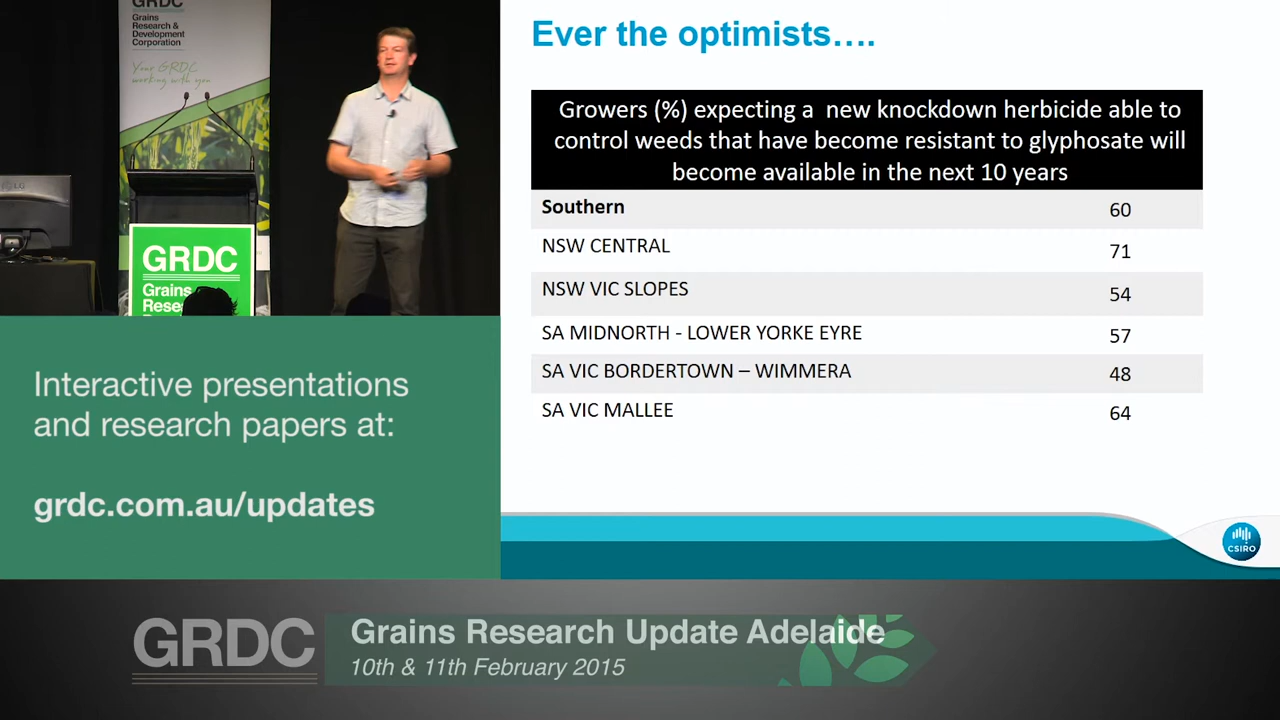 GRDC
Grains
Research &
Development
Corporation
Your GRDC
working with you
GRDC
Grains
Interactive presentations
and research papers at:
grdc.com.au/updates
Ever the optimists….
Growers (%) expecting a new knockdown herbicide able to
control weeds that have become resistant to glyphosate will
become available in the next 10 years
Southern 60
NSW CENTRAL 71
NSW VIC SLOPES 54
SA MIDNORTH - LOWER YORKE EYRE 57
SA VIC BORDERTOWN – WIMMERA 48
SA VIC MALLEE 64
CSIRO
GRDC
Grains Research Update Adelaide
10th & 11th February 2015